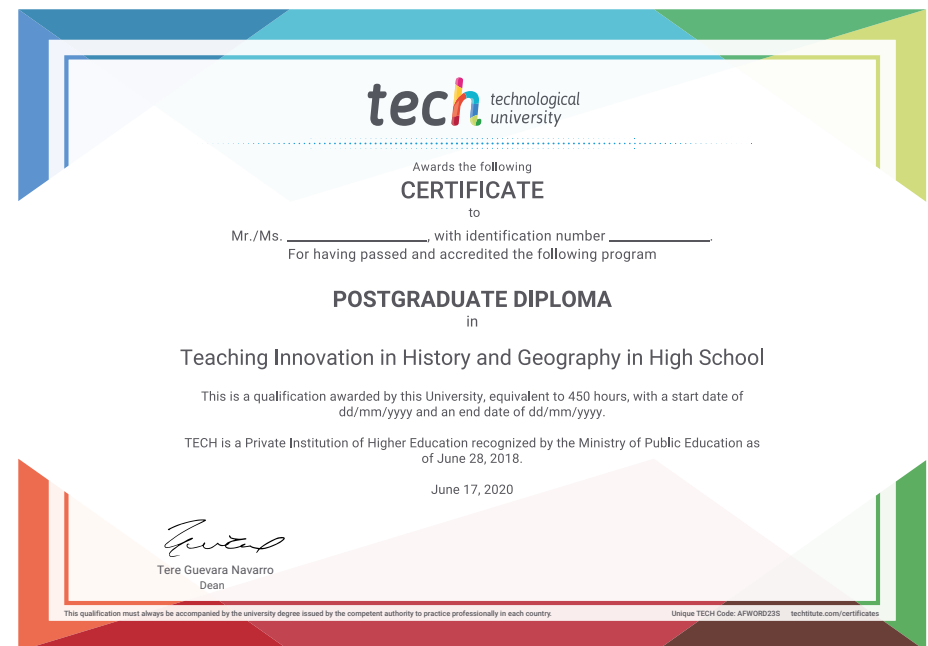 tech technological
university
Awards the following
CERTIFICATE
to
Mr./Ms. ____________________, with identification number ______________.
For having passed and accredited the following program
POSTGRADUATE DIPLOMA
in
Teaching Innovation in History and Geography in High School
This is a qualification awarded by this University, equivalent to 450 hours, with a start date of
dd/mm/yyyy and an end date of dd/mm/yyyy.
TECH is a Private Institution of Higher Education recognized by the Ministry of Public Education as
of June 28, 2018.
June 17, 2020
Tere Guevara Navarro
Dean
This qualification must always be accompanied by the university degree issued by the competent authority to practice professionally in each country. Unique TECH Code: AFWORD23S techtitute.com/certificates